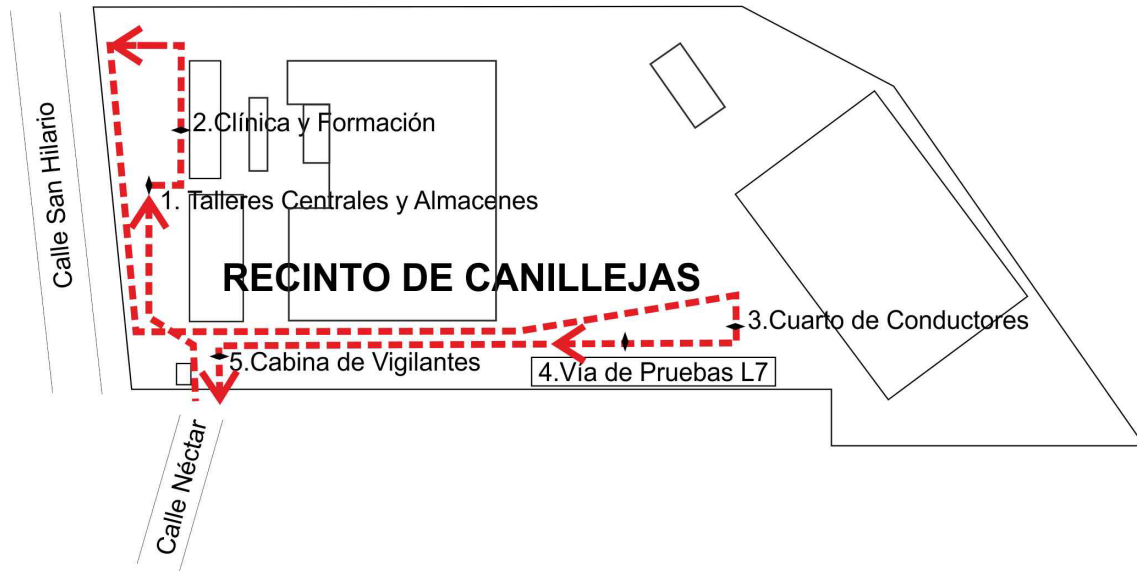 2.Clínica y Formación
Calle San Hilario
1. Talleres Centrales y Almacenes
RECINTO DE CANILLEJAS
3.Cuarto de Conductores
5.Cabina de Vigilantes
4.Vía de Pruebas L7
Calle Néctar